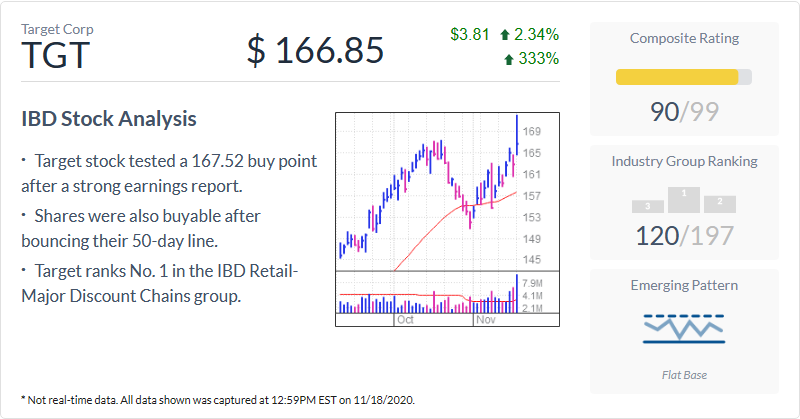 Target Corp
TGT
$ 166.85
$3.81 2.34%
333%
IBD Stock Analysis
· Target stock tested a 167.52 buy point
after a strong earnings report.
· Shares were also buyable after
bouncing their 50-day line.
· Target ranks No. 1 in the IBD Retail-
Major Discount Chains group.
169
165
161
157
153
149
145
7.9M
4.1M
2.1M
Oct Nov
Composite Rating
90/99
Industry Group Ranking
3 1 2
120/197
Emerging Pattern
Flat Base
* Not real-time data. All data shown was captured at 12:59PM EST on 11/18/2020.